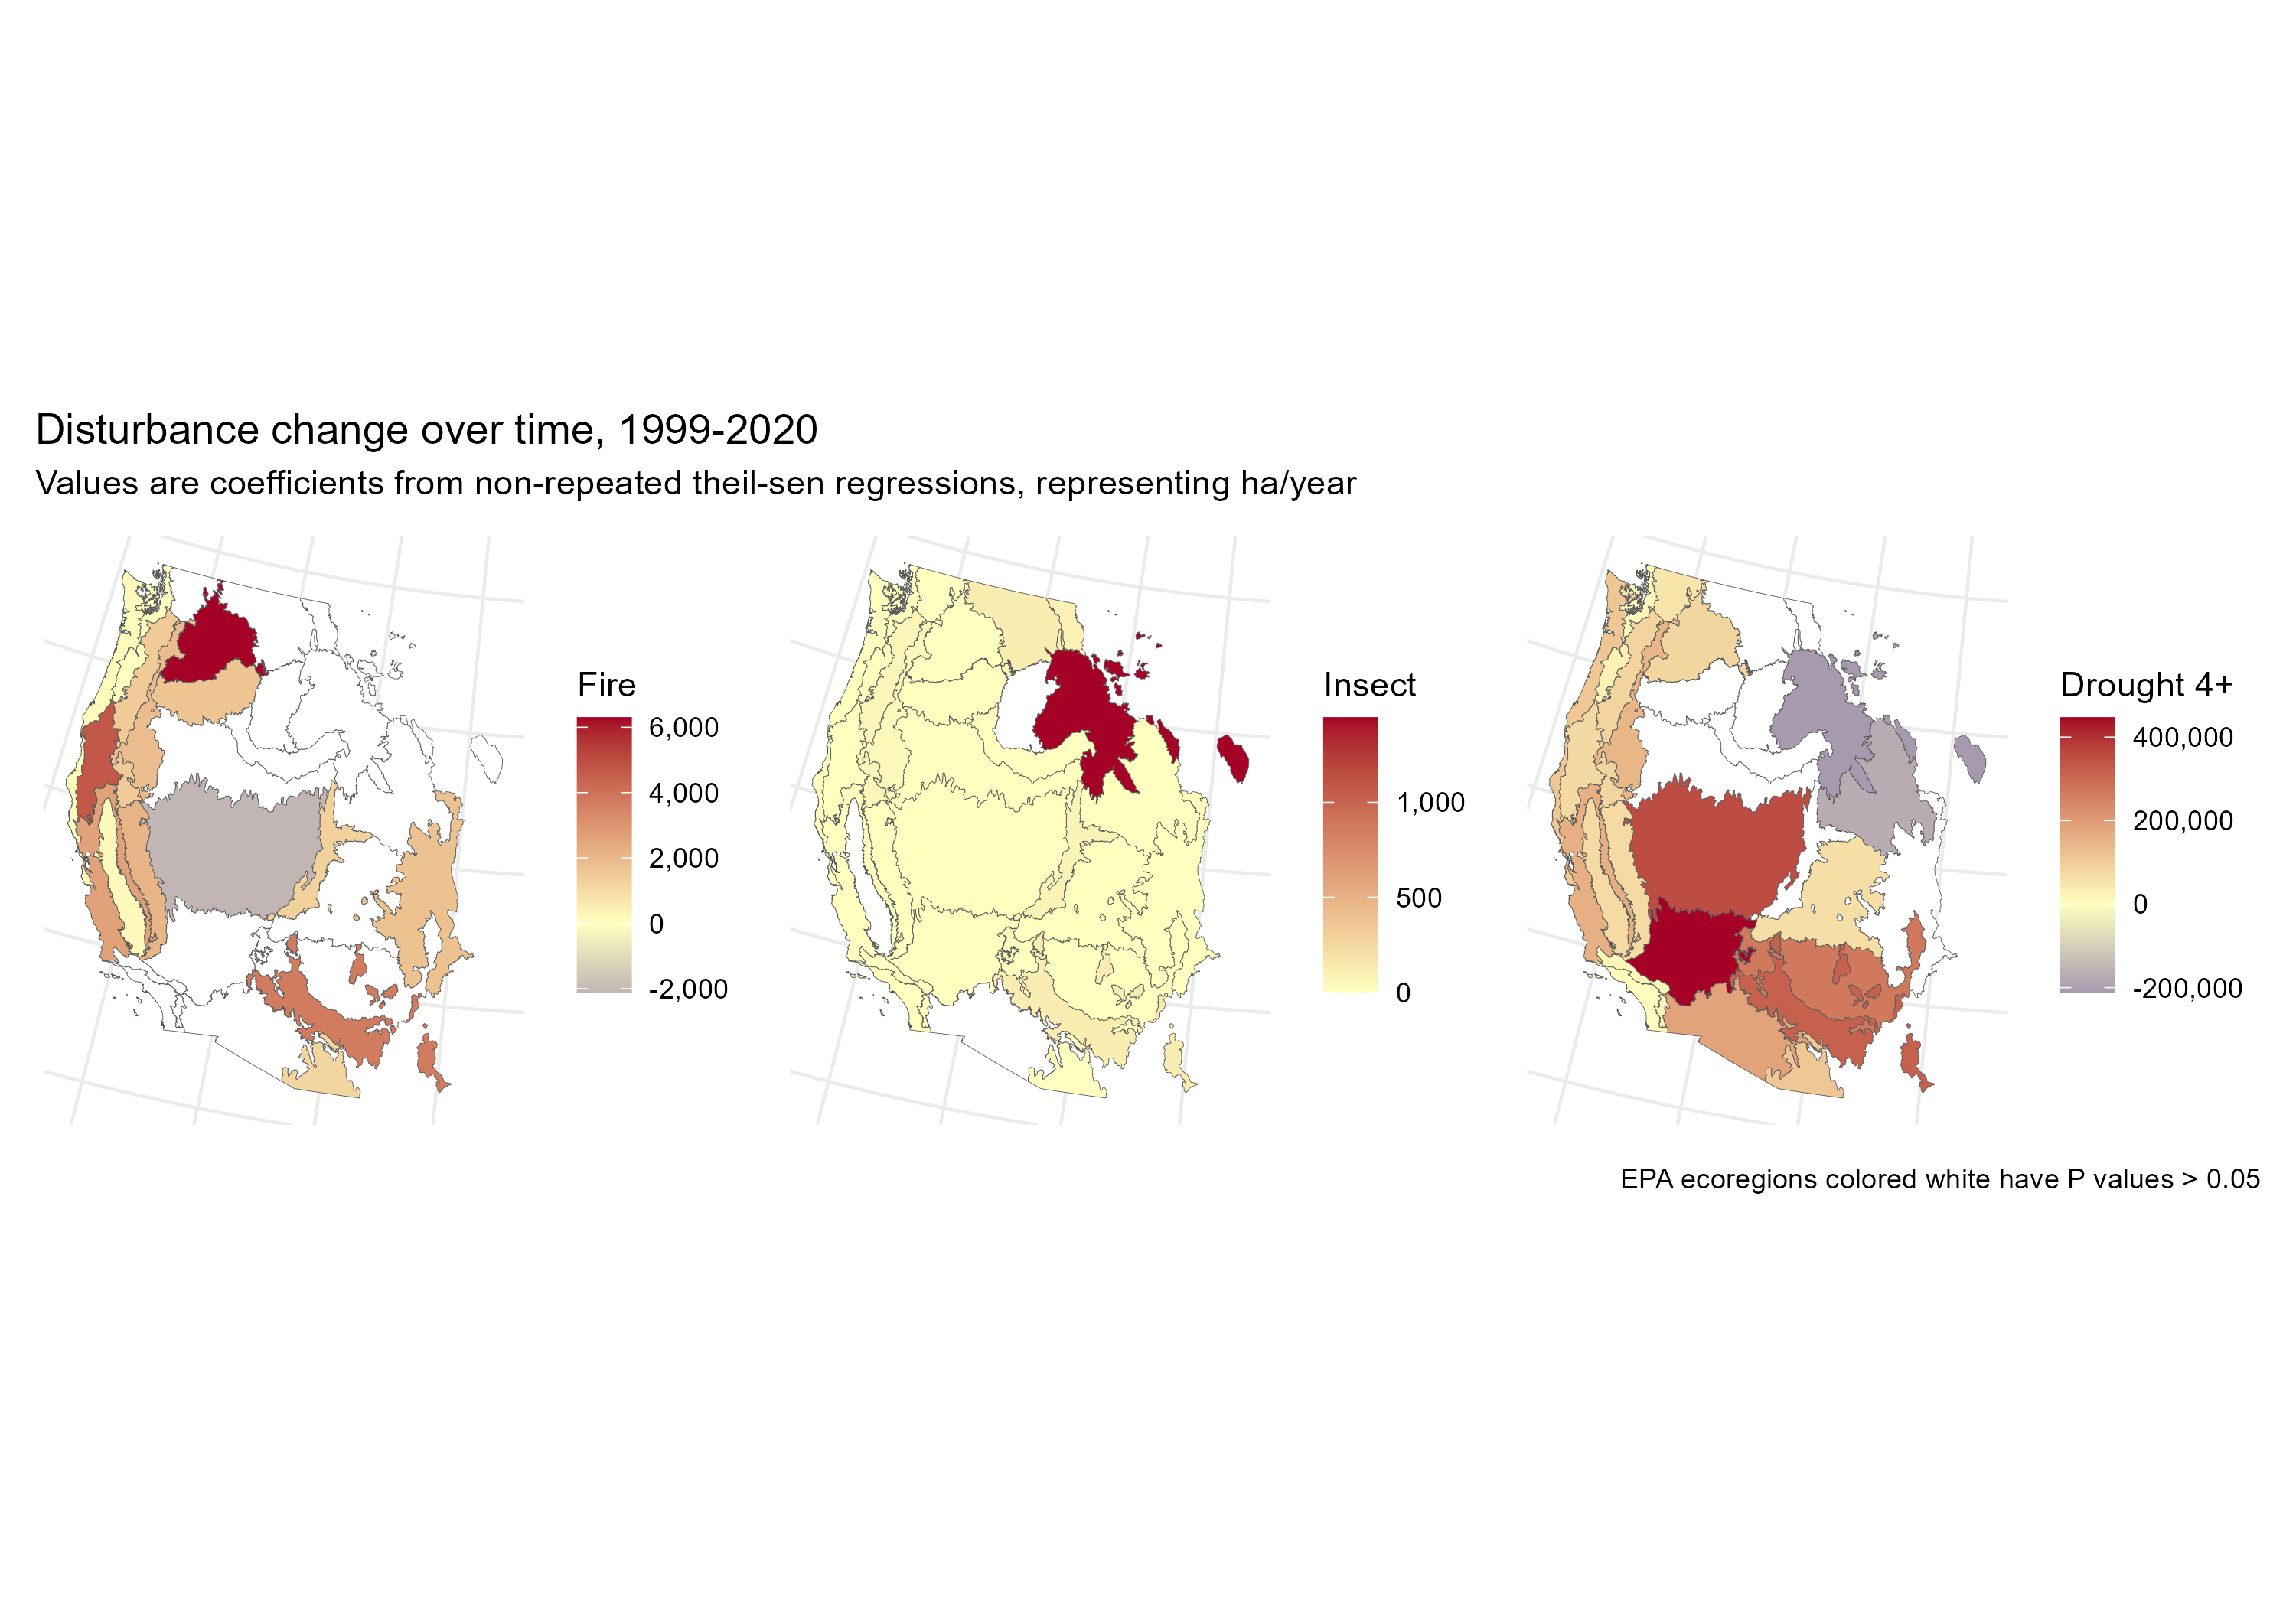 Disturbance change over time, 1999-2020
Values are coefficients from non-repeated theil-sen regressions, representing ha/year
Fire
6,000
4,000
2,000
0
-2,000
Insect
1,000
500
0
Drought 4+
400,000
200,000
0
-200,000
EPA ecoregions colored white have P values > 0.05